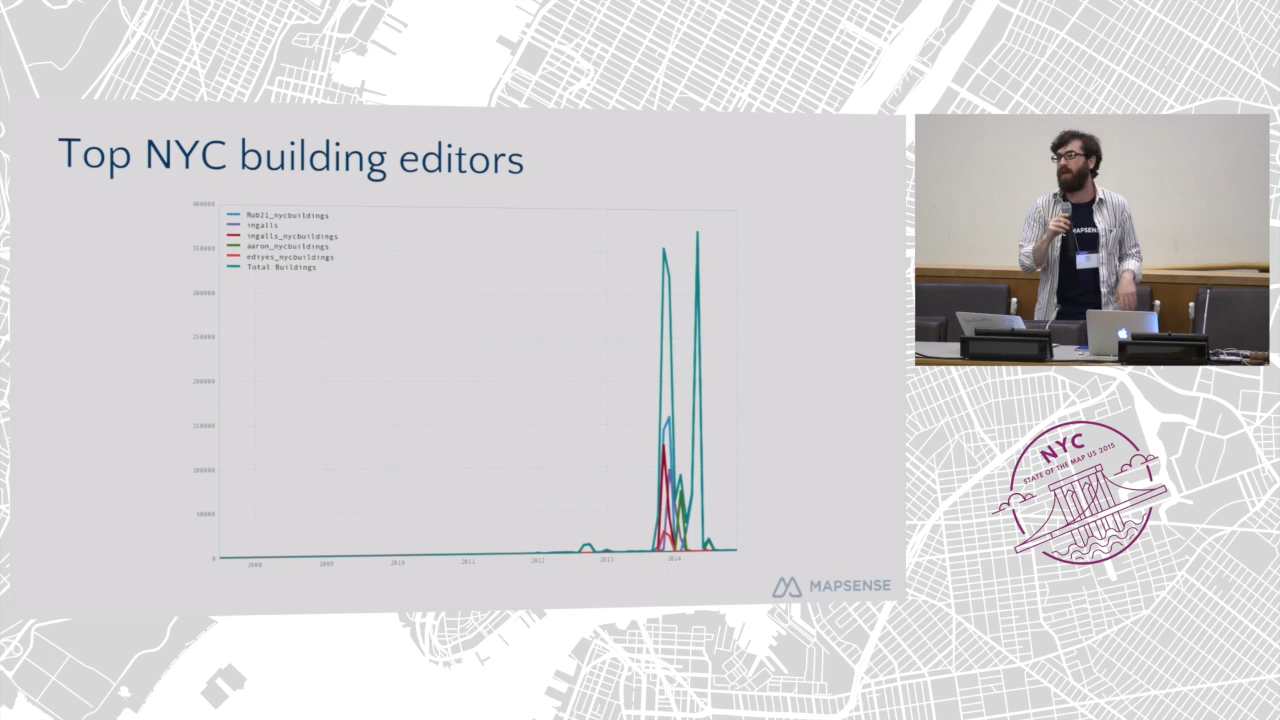 Top NYC building editors
400000
350000
300000
250000
200000
150000
100000
50000
0
Rub21_nycbuildings
ingalls
ingalls_nycbuildings
aaron_nycbuildings
ediyes_nycbuildings
Total Buildings
2008
2009
2010
2011
2012
2013
2014
MAPSENSE
MAPSENSE
NYC
STATE OF THE MAP US 2015